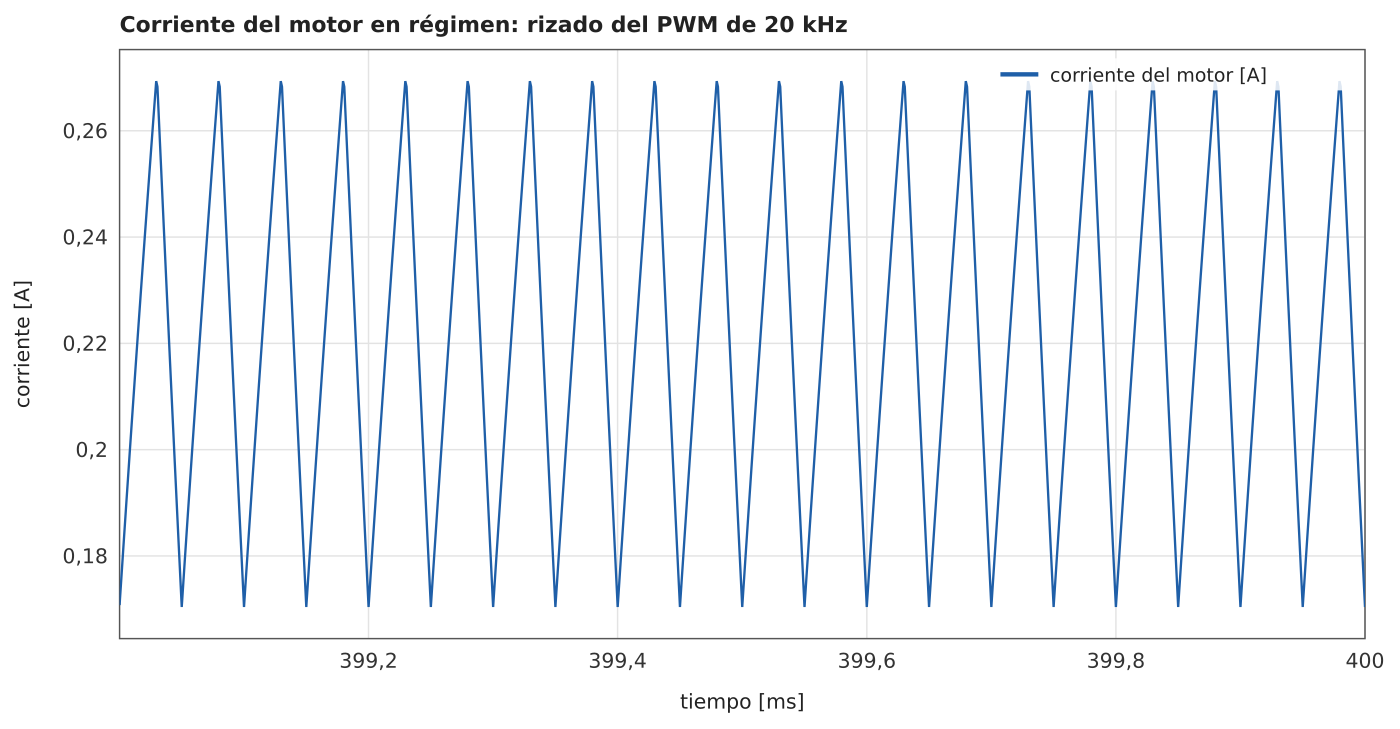 Corriente del motor en régimen: rizado del PWM de 20 kHz
corriente del motor [A]
0,26
0,24
0,22
0,2
0,18
corriente [A]
399,2
399,4
399,6
399,8
400
tiempo [ms]